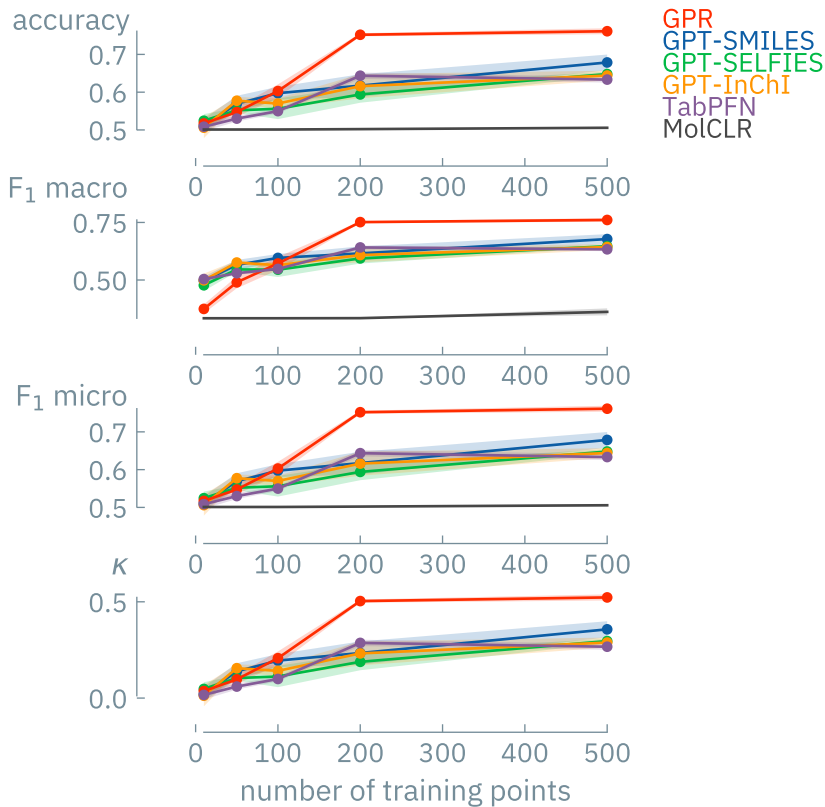 accuracy
0.7
0.6
0.5
0 100 200 300 400 500
GPR
GPT-SMILES
GPT-SELFIES
GPT-InChI
TabPFN
MolCLR
F₁ macro
0.75
0.50
0 100 200 300 400 500
F₁ micro
0.7
0.6
0.5
0 100 200 300 400 500
κ
0.5
0.0
0 100 200 300 400 500
number of training points